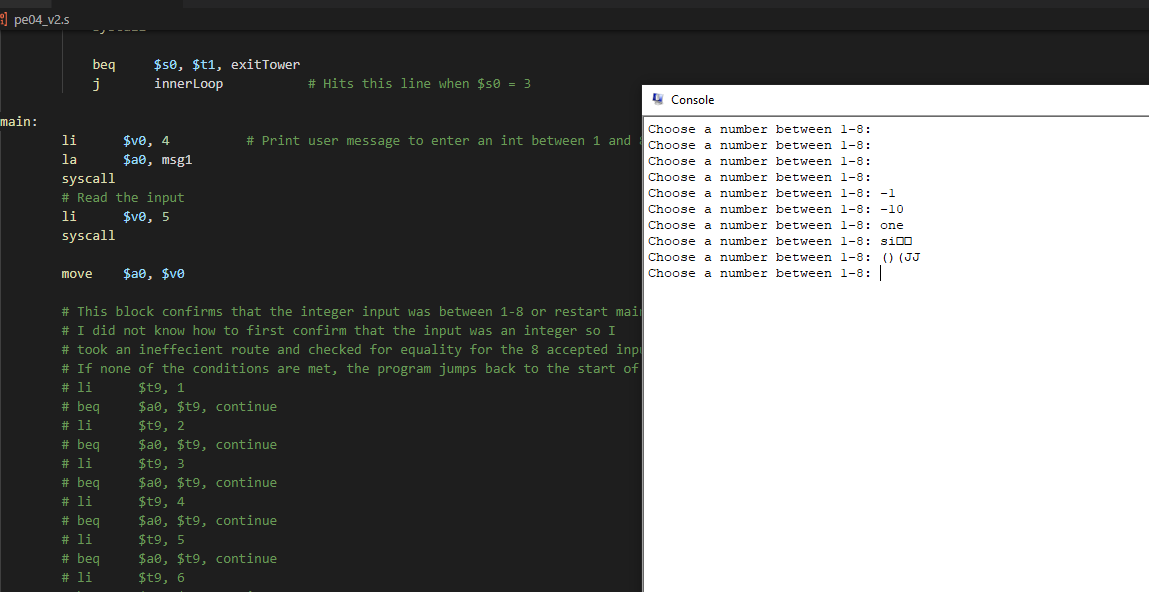 pe04_v2.s
beq $s0, $t1, exitTower
j innerLoop # Hits this line when $s0 = 3
main:
li $v0, 4 # Print user message to enter an int between 1 and
la $a0, msg1
syscall
# Read the input
li $v0, 5
syscall
move $a0, $v0
# This block confirms that the integer input was between 1-8 or restart
# I did not know how to first confirm that the input was an integer so I
# took an ineffecient route and checked for equality for the 8 accepted
# If none of the conditions are met, the program jumps back to the start of
# li $t9, 1
# beq $a0, $t9, continue
# li $t9, 2
# beq $a0, $t9, continue
# li $t9, 3
# beq $a0, $t9, continue
# li $t9, 4
# beq $a0, $t9, continue
# li $t9, 5
# beq $a0, $t9, continue
# li $t9, 6
Console
Choose a number between 1-8:
Choose a number between 1-8:
Choose a number between 1-8:
Choose a number between 1-8:
Choose a number between 1-8: -1
Choose a number between 1-8: -10
Choose a number between 1-8: one
Choose a number between 1-8: si□□
Choose a number between 1-8: ()(JJ
Choose a number between 1-8: